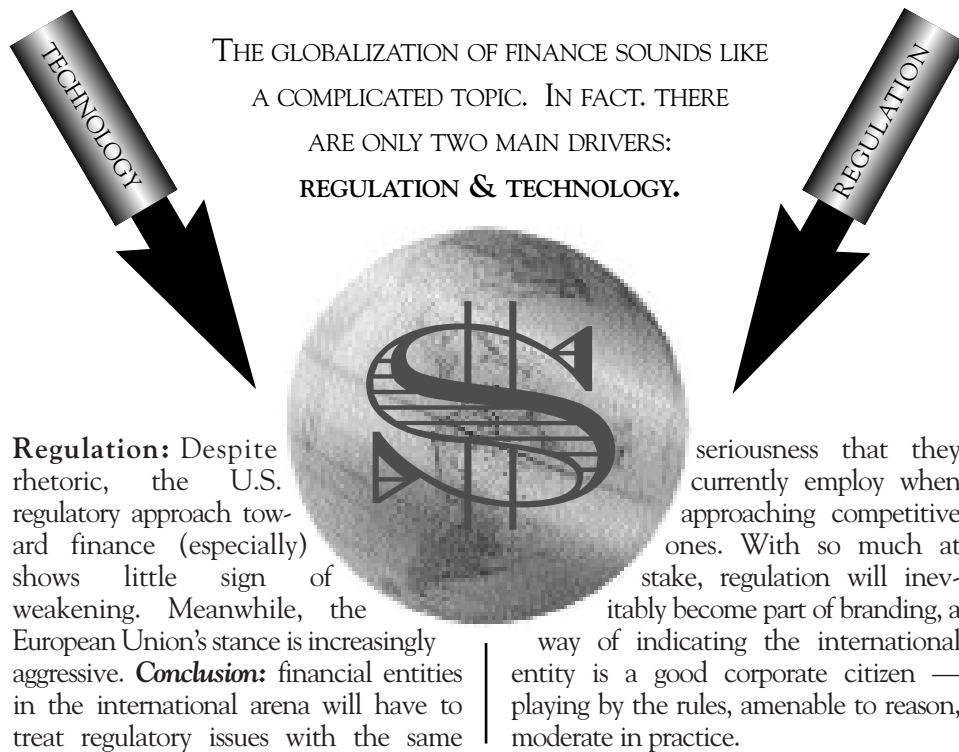 TECHNOLOGY
THE GLOBALIZATION OF FINANCE SOUNDS LIKE
A COMPLICATED TOPIC. IN FACT. THERE
ARE ONLY TWO MAIN DRIVERS:
REGULATION & TECHNOLOGY.
REGULATION
$
Regulation: Despite
rhetoric, the U.S.
regulatory approach tow-
ard finance (especially)
shows little sign of
weakening. Meanwhile, the
European Union's stance is increasingly
aggressive. Conclusion: financial entities
in the international arena will have to
treat regulatory issues with the same
seriousness that they
currently employ when
approaching competitive
ones. With so much at
stake, regulation will inev-
itably become part of branding, a
way of indicating the international
entity is a good corporate citizen —
playing by the rules, amenable to reason,
moderate in practice.